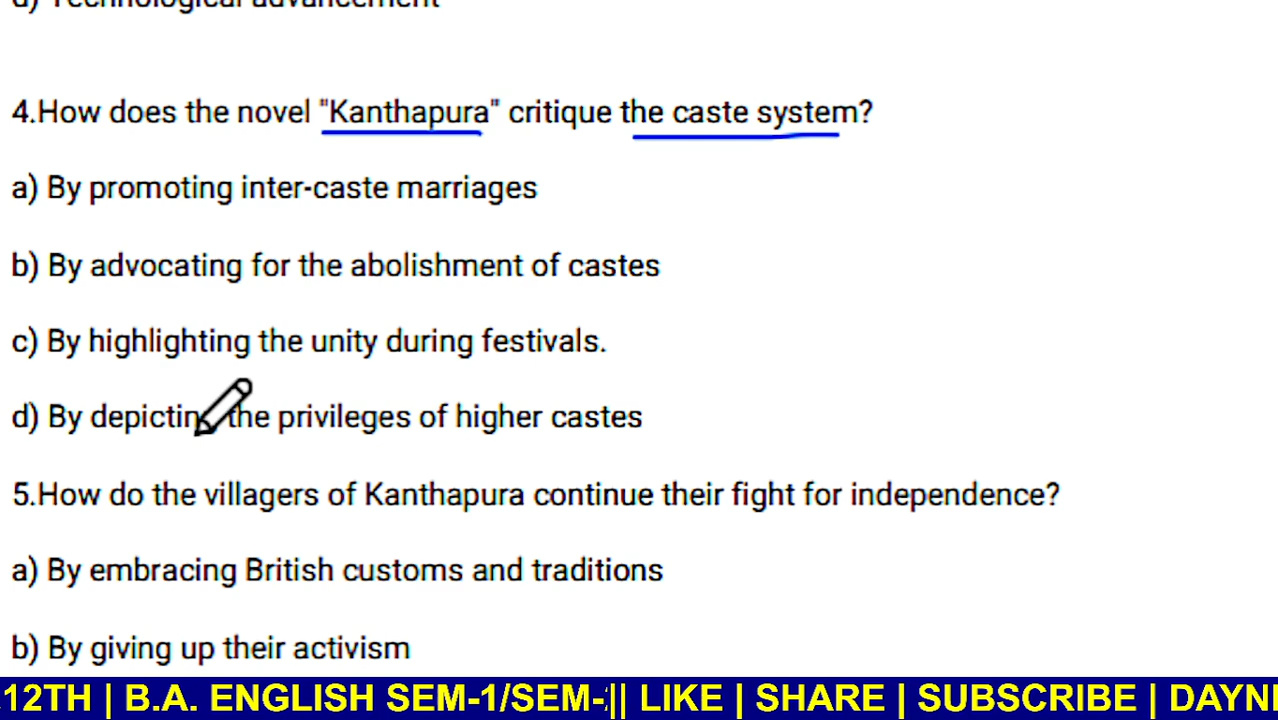 d) Technological advancement
4.How does the novel "Kanthapura" critique the caste system?
a) By promoting inter-caste marriages
b) By advocating for the abolishment of castes
c) By highlighting the unity during festivals.
d) By depicting the privileges of higher castes
5.How do the villagers of Kanthapura continue their fight for independence?
a) By embracing British customs and traditions
b) By giving up their activism
12TH | B.A. ENGLISH SEM-1/SEM- || LIKE | SHARE | SUBSCRIBE |